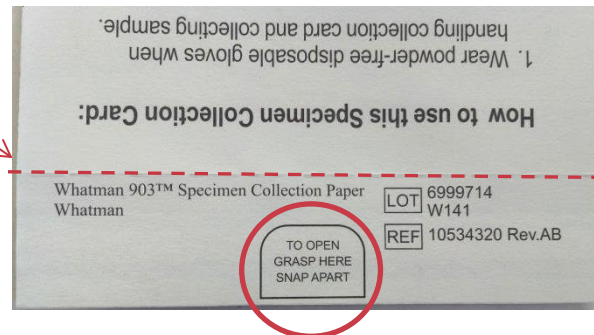 How to use this Specimen Collection Card:
1. Wear powder-free disposable gloves when
handling collection card and collecting sample.
Whatman 903™ Specimen Collection Paper
Whatman
LOT 6999714
W141
REF 10534320 Rev.AB
TO OPEN
GRASP HERE
SNAP APART